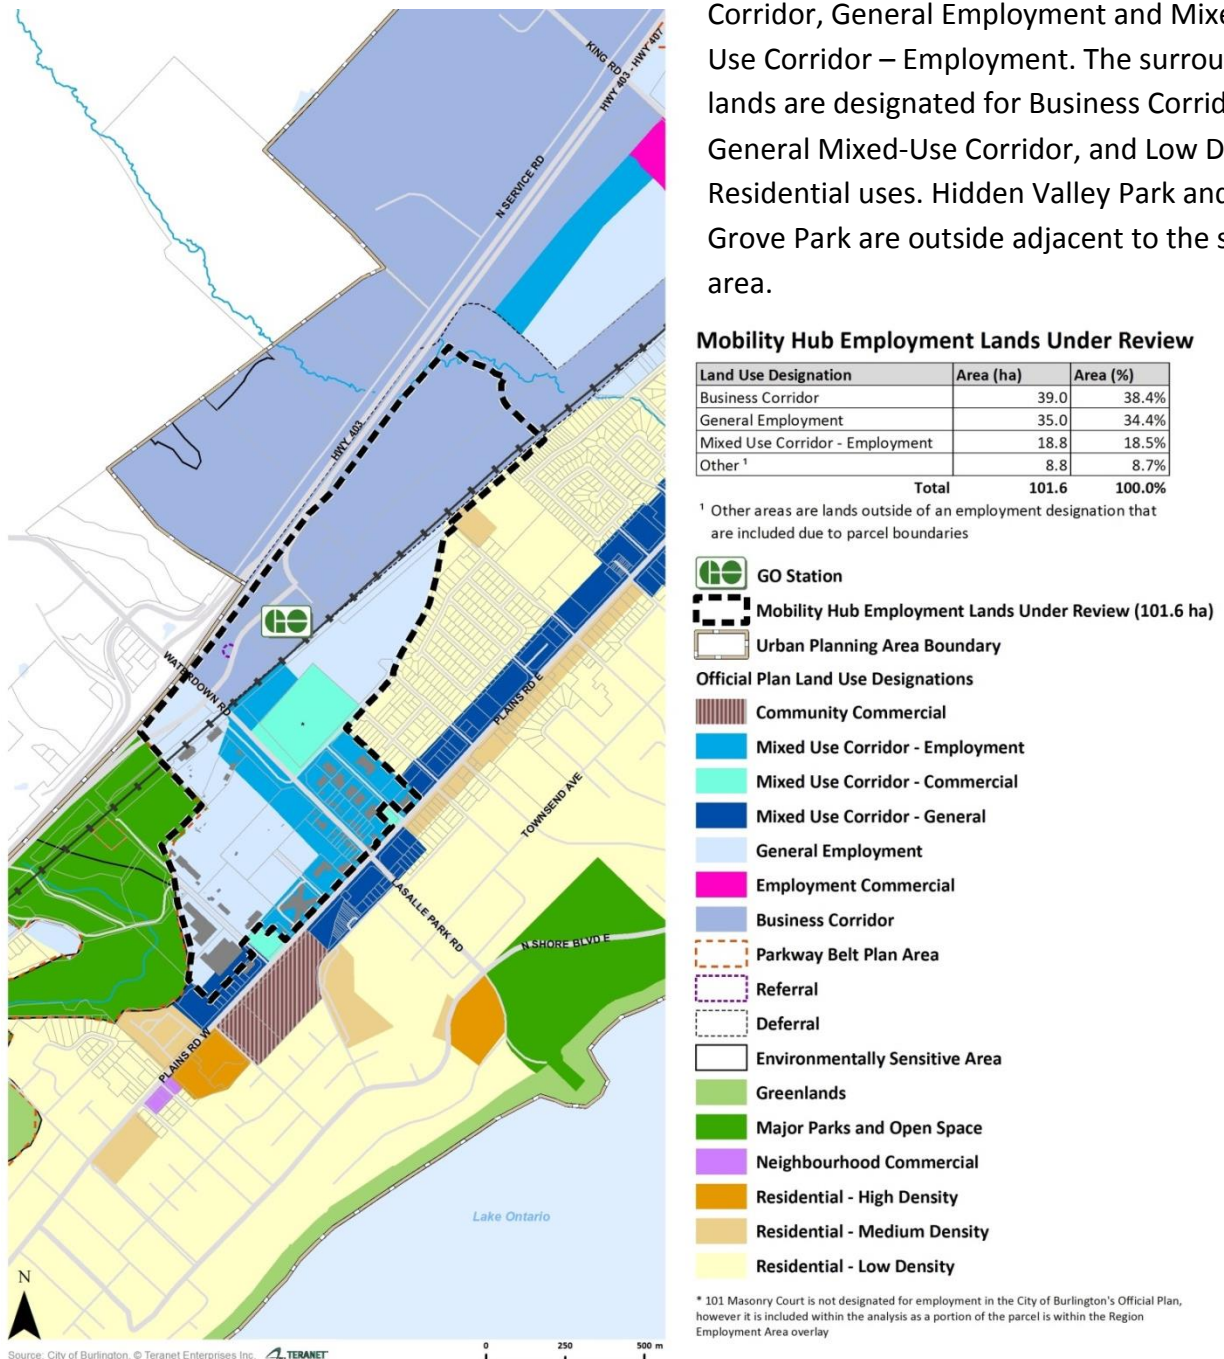 Corridor, General Employment and Mixe
Use Corridor – Employment. The surrou
lands are designated for Business Corrid
General Mixed-Use Corridor, and Low D
Residential uses. Hidden Valley Park and
Grove Park are outside adjacent to the s
area.
Mobility Hub Employment Lands Under Review
Land Use Designation Area (ha) Area (%)
Business Corridor 39.0 38.4%
General Employment 35.0 34.4%
Mixed Use Corridor - Employment 18.8 18.5%
Other ¹ 8.8 8.7%
Total 101.6 100.0%
¹ Other areas are lands outside of an employment designation that
are included due to parcel boundaries
GO GO Station
Mobility Hub Employment Lands Under Review (101.6 ha)
Urban Planning Area Boundary
Official Plan Land Use Designations
Community Commercial
Mixed Use Corridor - Employment
Mixed Use Corridor - Commercial
Mixed Use Corridor - General
General Employment
Employment Commercial
Business Corridor
Parkway Belt Plan Area
Referral
Deferral
Environmentally Sensitive Area
Greenlands
Major Parks and Open Space
Neighbourhood Commercial
Residential - High Density
Residential - Medium Density
Residential - Low Density
* 101 Masonry Court is not designated for employment in the City of Burlington's Official Plan,
however it is included within the analysis as a portion of the parcel is within the Region
Employment Area overlay
KING RD
HWY 403 - HWY 407
N SERVICE RD
HWY 403
GO
WATERDOWN RD
*
PLAINS RD E
TOWNSEND AVE
LASALLE PARK RD
N SHORE BLVD E
PLAINS RD W
Lake Ontario
N
0 250 500 m
Source: City of Burlington, © Teranet Enterprises Inc. TERANET